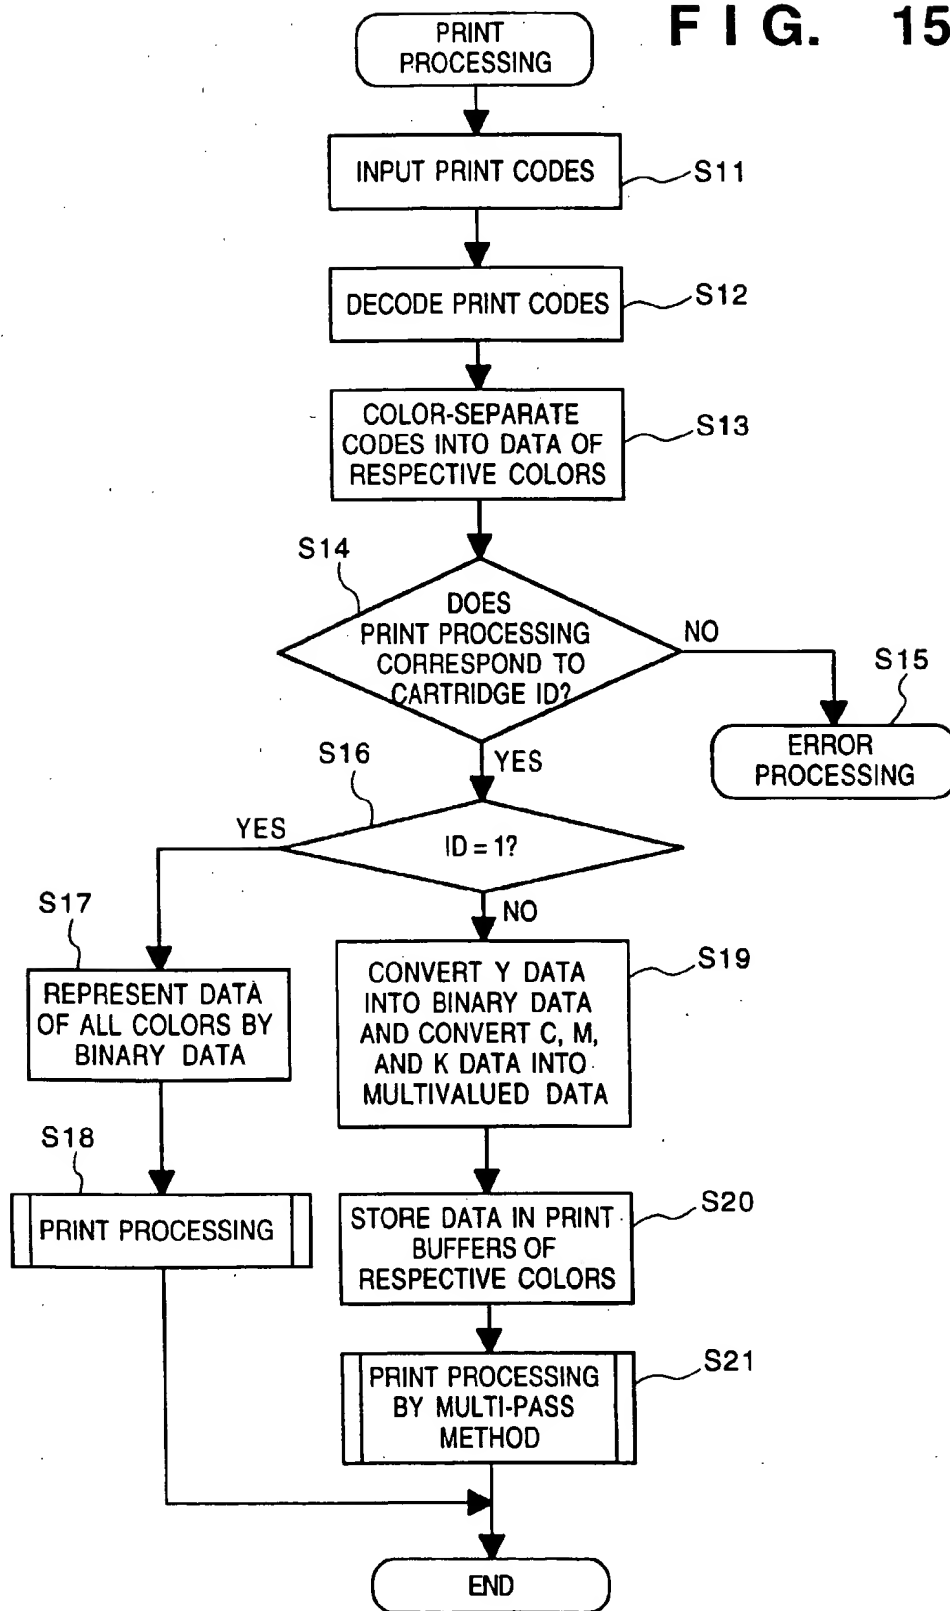 FIG. 15
PRINT
PROCESSING
INPUT PRINT CODES
S11
DECODE PRINT CODES
S12
COLOR-SEPARATE
CODES INTO DATA OF
RESPECTIVE COLORS
S13
S14
DOES
PRINT PROCESSING
CORRESPOND TO
CARTRIDGE ID?
NO
S15
ERROR
PROCESSING
YES
S16
ID = 1?
YES
NO
S17
REPRESENT DATA
OF ALL COLORS BY
BINARY DATA
S19
CONVERT Y DATA
INTO BINARY DATA
AND CONVERT C, M,
AND K DATA INTO
MULTIVALUED DATA
S18
PRINT PROCESSING
S20
STORE DATA IN PRINT
BUFFERS OF
RESPECTIVE COLORS
S21
PRINT PROCESSING
BY MULTI-PASS
METHOD
END